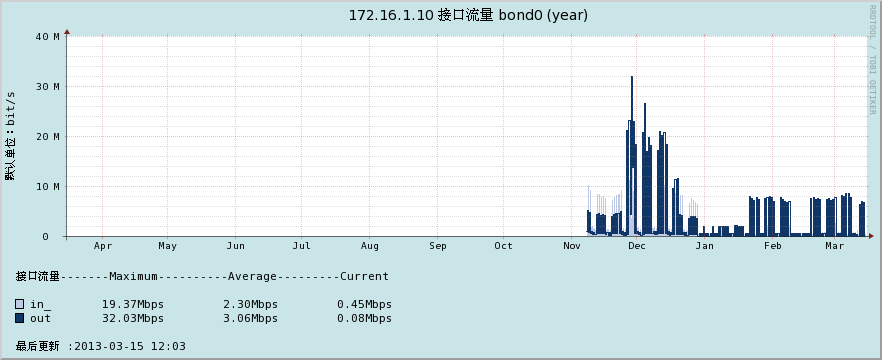 172.16.1.10 接口流量 bond0 (year)
RRDTOOL / TOBI OETIKER
默认单位：bit/s
40 M
30 M
20 M
10 M
0
Apr May Jun Jul Aug Sep Oct Nov Dec Jan Feb Mar
接口流量-------Maximum----------Average---------Current
in_ 19.37Mbps 2.30Mbps 0.45Mbps
out 32.03Mbps 3.06Mbps 0.08Mbps
最后更新 :2013-03-15 12:03